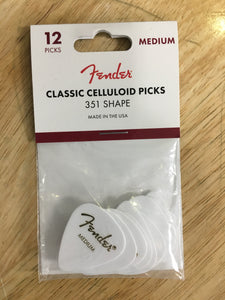 12
PICKS
MEDIUM
Fender
CLASSIC CELLULOID PICKS
351 SHAPE
MADE IN THE USA
Fender
MEDIUM